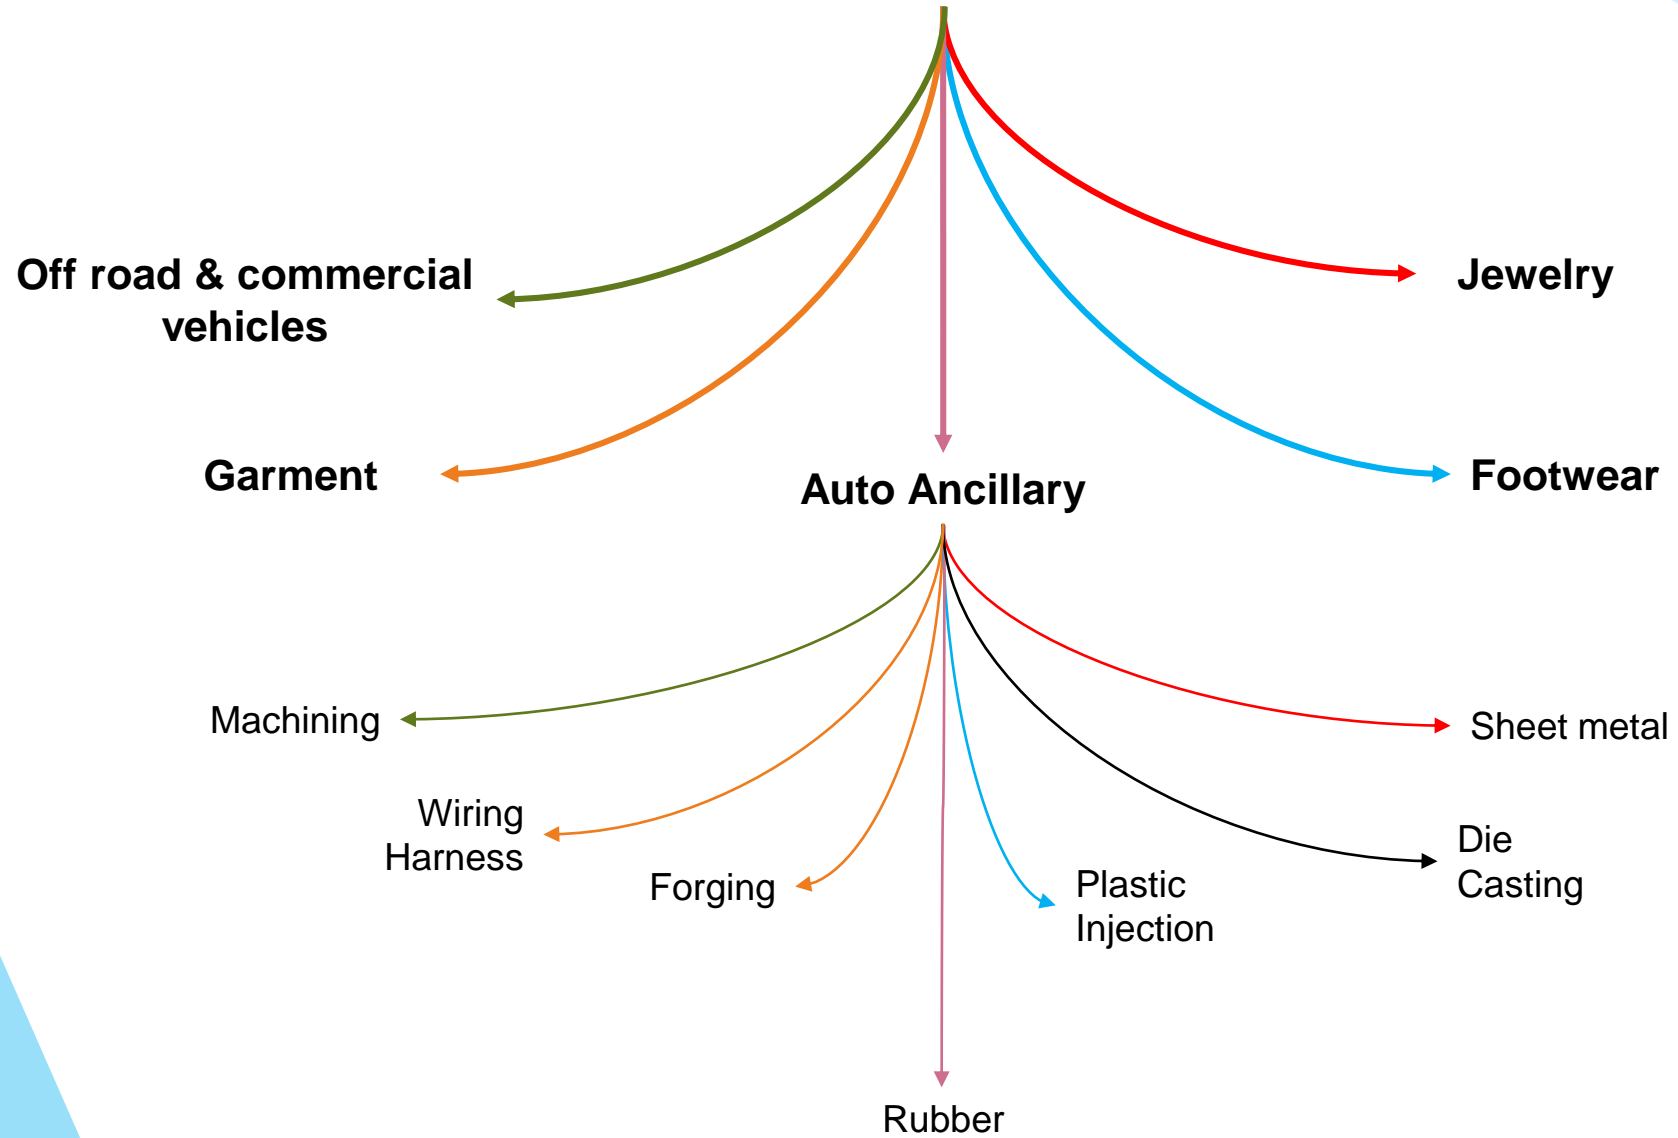 Off road & commercial
vehicles
Jewelry
Garment
Footwear
Auto Ancillary
Machining
Sheet metal
Wiring
Harness
Forging
Plastic
Injection
Die
Casting
Rubber